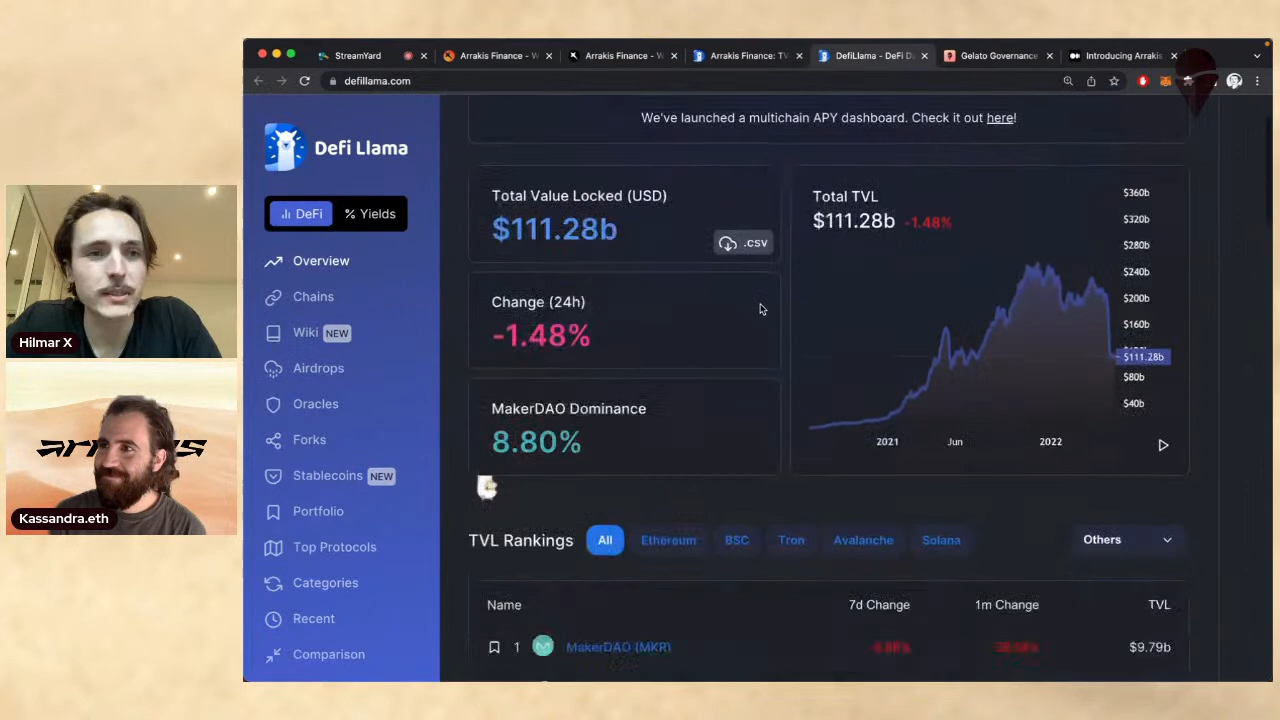 StreamYard
Arrakis Finance - W
Arrakis Finance - W
Arrakis Finance: TV
DefiLlama - DeFi D
Gelato Governance
Introducing Arrakis
defillama.com
We've launched a multichain APY dashboard. Check it out here!
Defi Llama
DeFi
% Yields
Overview
Chains
Wiki NEW
Airdrops
Oracles
Forks
Stablecoins NEW
Portfolio
Top Protocols
Categories
Recent
Comparison
Total Value Locked (USD)
$111.28b
.CSV
Change (24h)
-1.48%
MakerDAO Dominance
8.80%
Total TVL
$111.28b -1.48%
$360b
$320b
$280b
$240b
$200b
$160b
$111.28b
$80b
$40b
2021 Jun 2022
TVL Rankings All Ethereum BSC Tron Avalanche Solana Others
Name 7d Change 1m Change TVL
1 MakerDAO (MKR) $9.79b
Hilmar X
Kassandra.eth